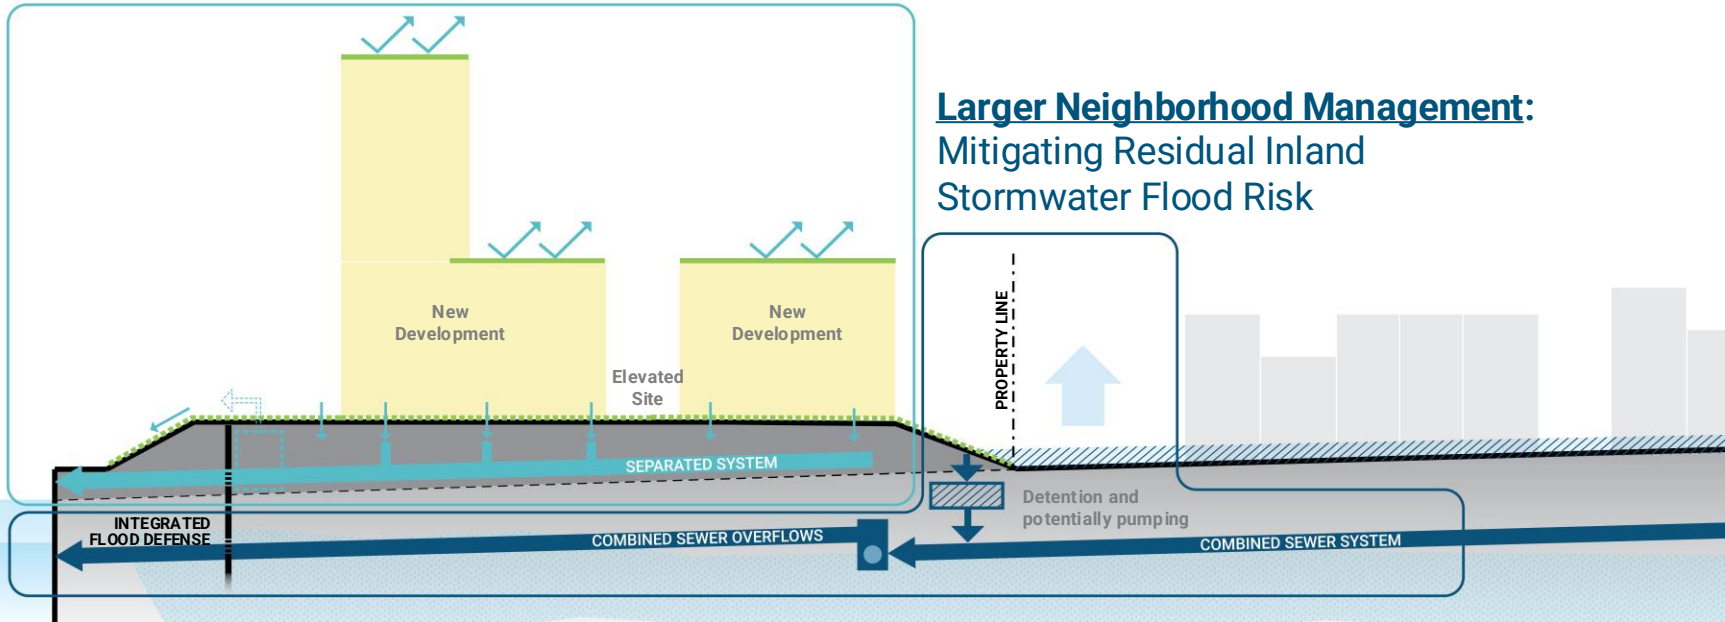 Larger Neighborhood Management:
Mitigating Residual Inland
Stormwater Flood Risk
New
Development
New
Development
Elevated
Site
PROPERTY LINE
SEPARATED SYSTEM
Detention and
potentially pumping
INTEGRATED
FLOOD DEFENSE
COMBINED SEWER OVERFLOWS
COMBINED SEWER SYSTEM